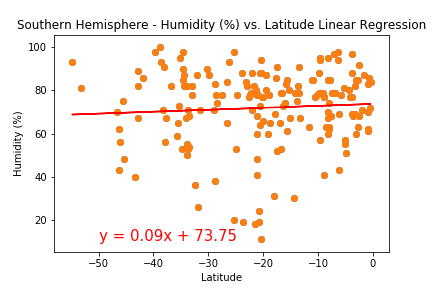 Southern Hemisphere - Humidity (%) vs. Latitude Linear Regression
100
80
60
40
20
Humidity (%)
y = 0.09x + 73.75
−50 −40 −30 −20 −10 0
Latitude